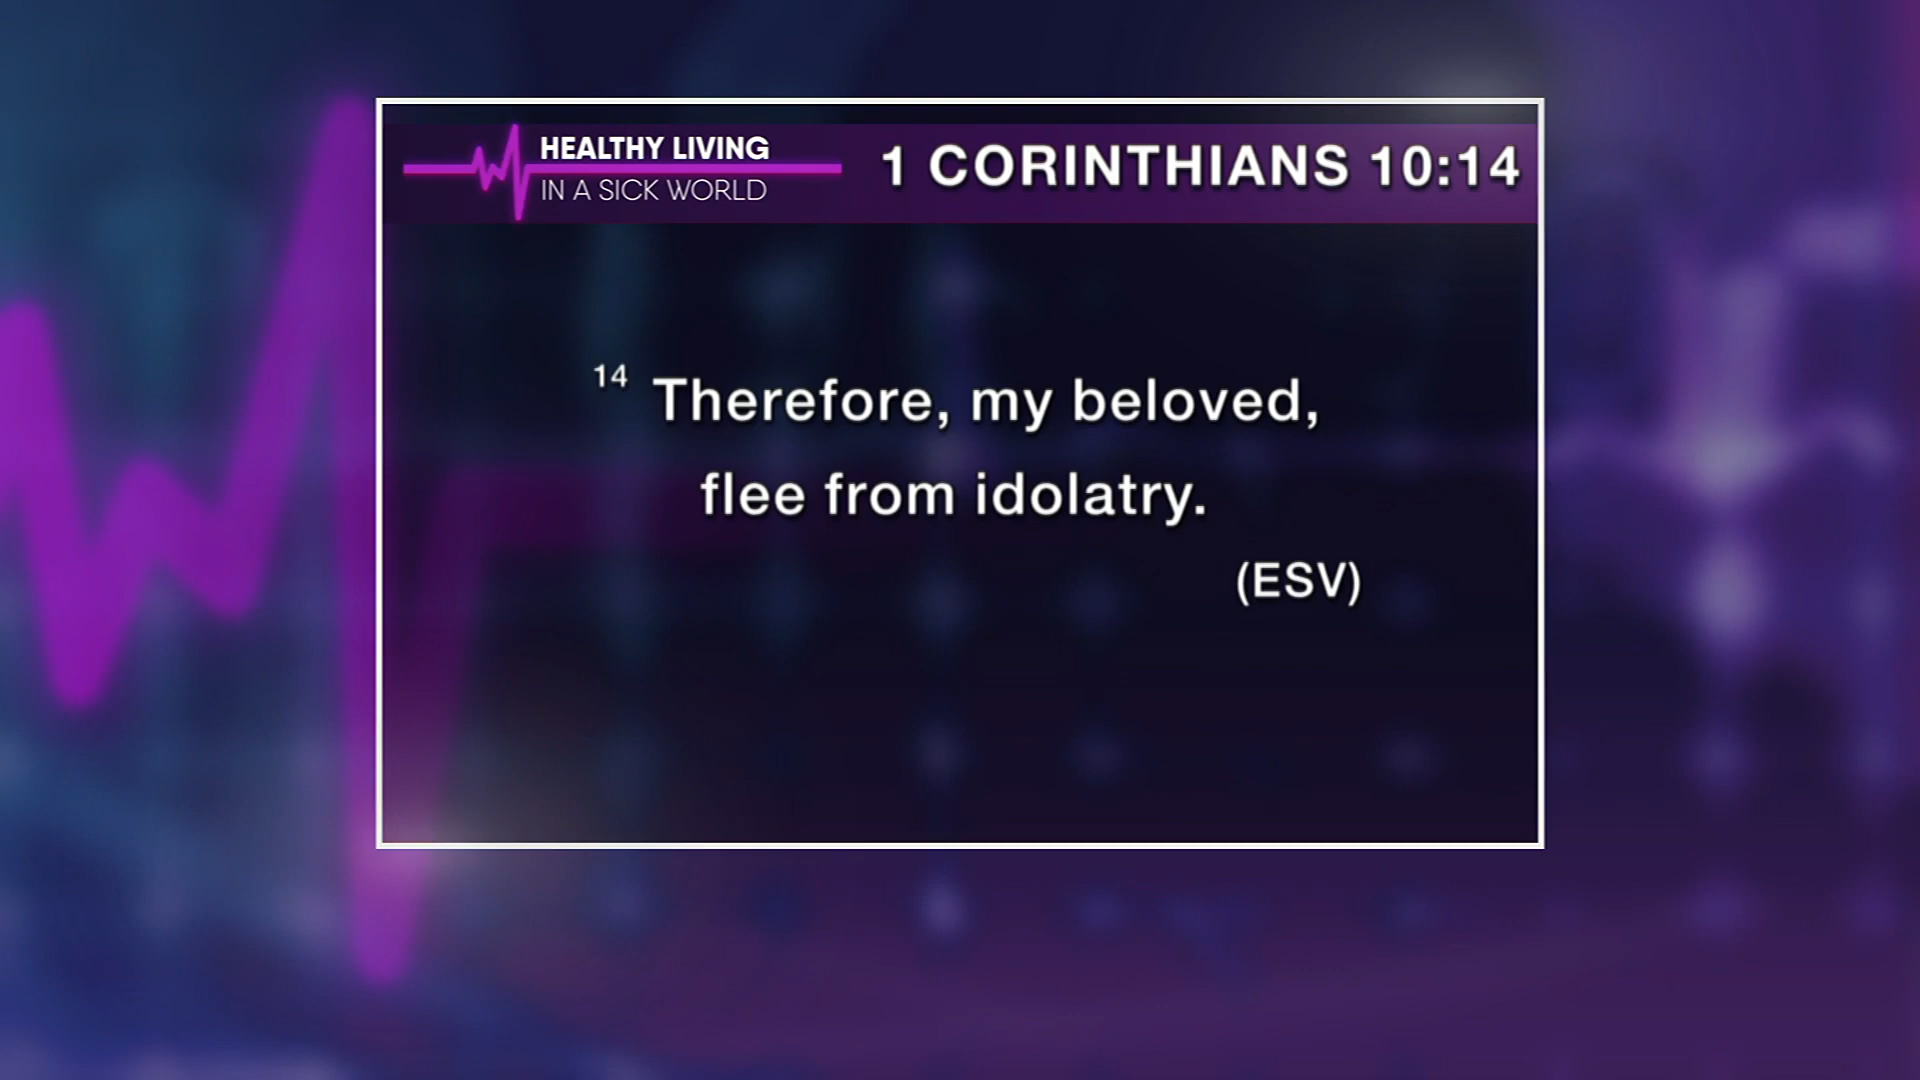 HEALTHY LIVING
IN A SICK WORLD
1 CORINTHIANS 10:14
14 Therefore, my beloved,
flee from idolatry.
(ESV)